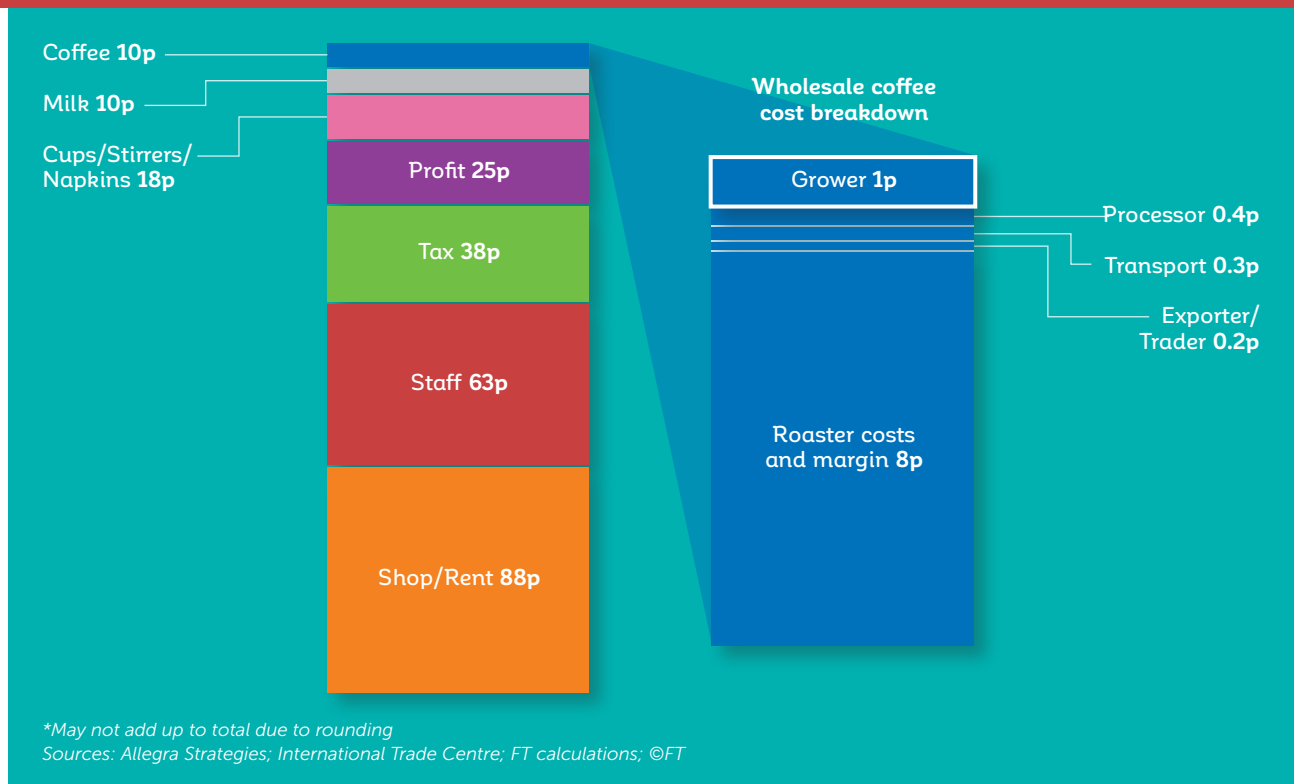 Coffee 10p
Milk 10p
Cups/Stirrers/
Napkins 18p
Profit 25p
Tax 38p
Staff 63p
Shop/Rent 88p
Wholesale coffee
cost breakdown
Grower 1p
Processor 0.4p
Transport 0.3p
Exporter/
Trader 0.2p
Roaster costs
and margin 8p
*May not add up to total due to rounding
Sources: Allegra Strategies; International Trade Centre; FT calculations; ©FT